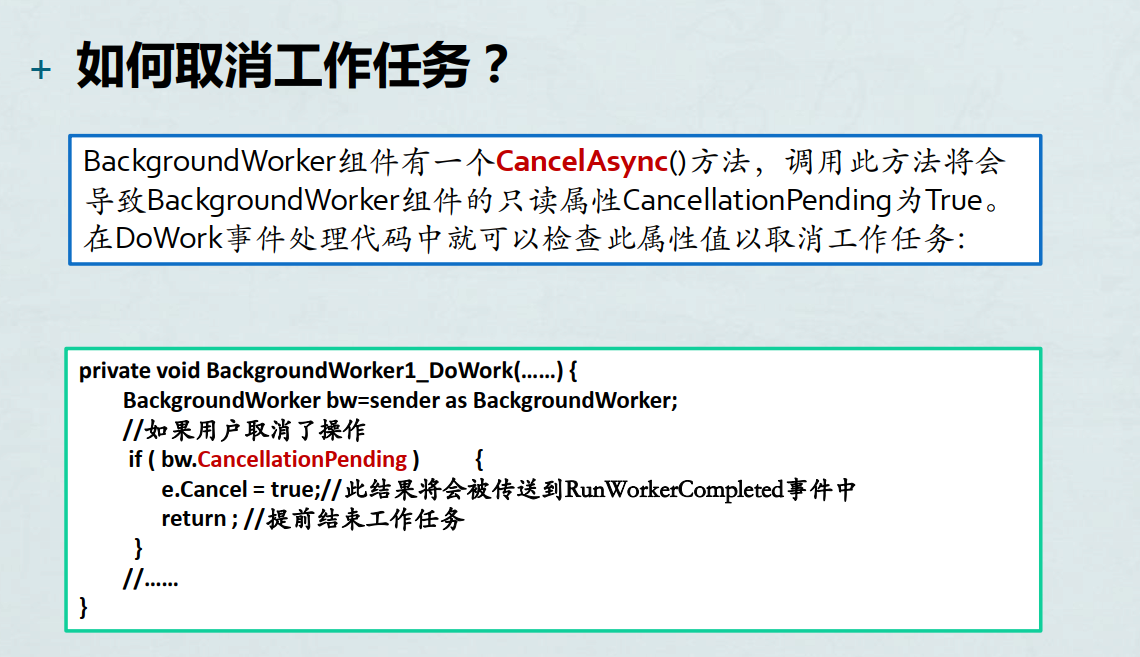 + 如何取消工作任务？
BackgroundWorker组件有一个CancelAsync()方法，调用此方法将会
导致BackgroundWorker组件的只读属性CancellationPending为True。
在DoWork事件处理代码中就可以检查此属性值以取消工作任务：
private void BackgroundWorker1_DoWork(……) {
BackgroundWorker bw=sender as BackgroundWorker;
//如果用户取消了操作
if ( bw.CancellationPending ) {
e.Cancel = true;//此结果将会被传送到RunWorkerCompleted事件中
return ; //提前结束工作任务
}
//……
}